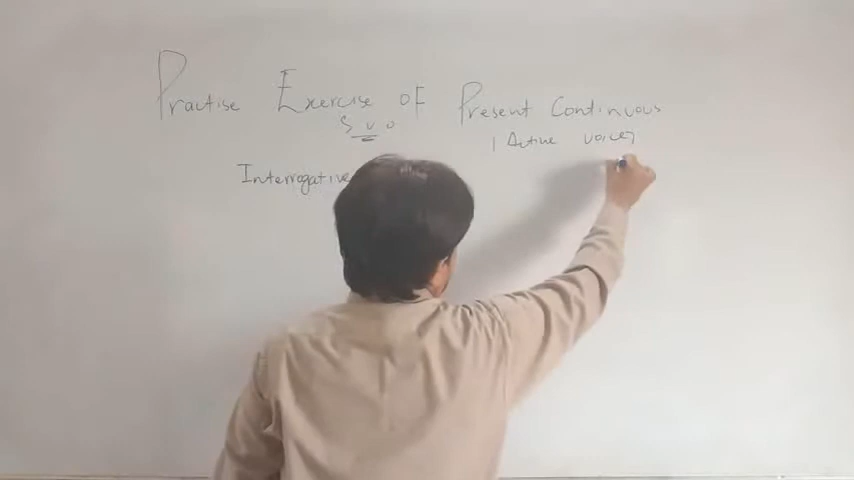 Practise Exercise of Present Continuous
S v o
(Active voice)
Interrogative